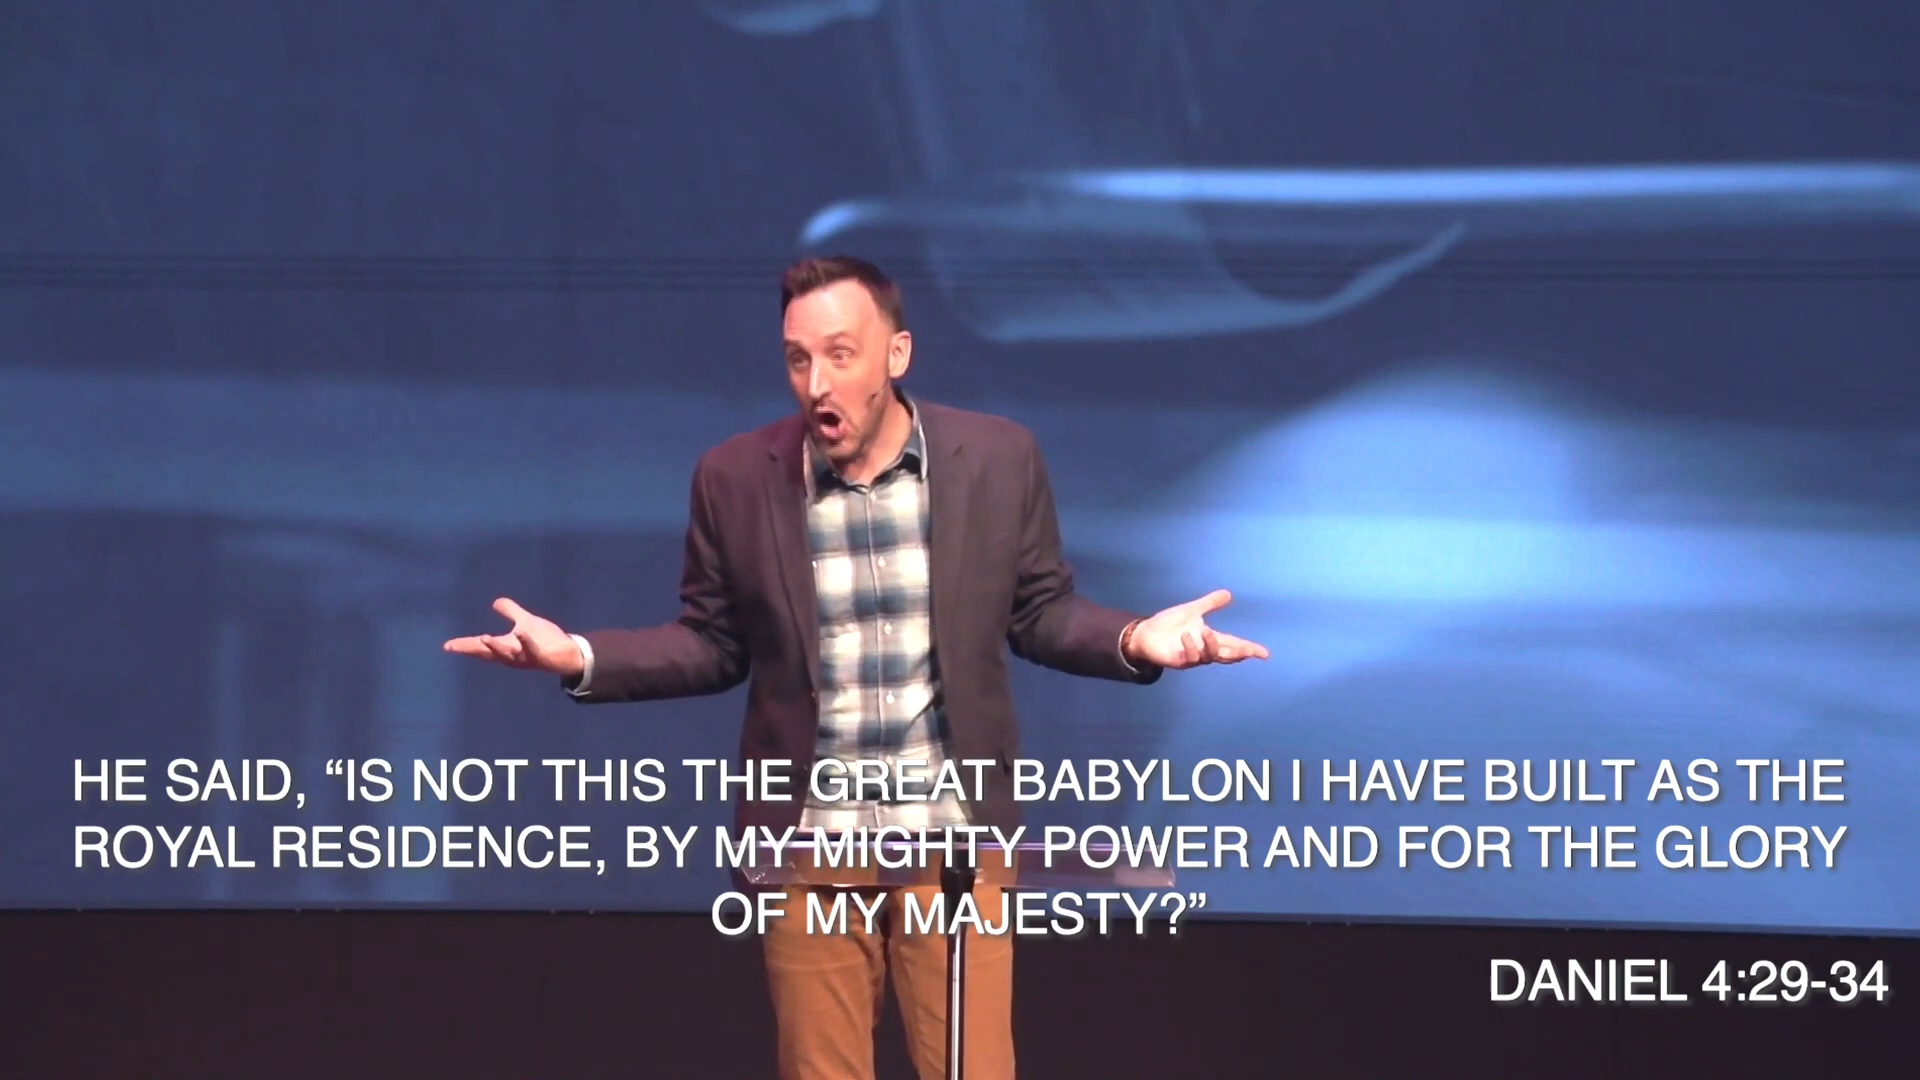 HE SAID, “IS NOT THIS THE GREAT BABYLON I HAVE BUILT AS THE
ROYAL RESIDENCE, BY MY MIGHTY POWER AND FOR THE GLORY
OF MY MAJESTY?”
DANIEL 4:29-34